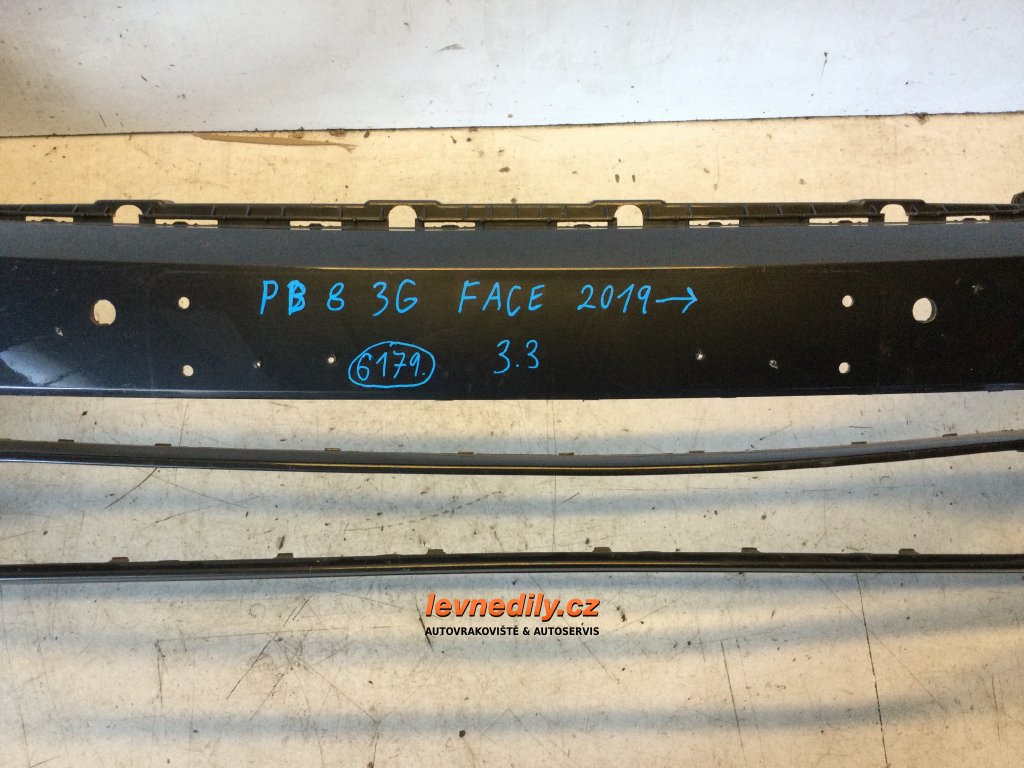 PB 8 3G FACE 2019→
6179. 3.3
levnedily.cz
AUTOVRAKOVIŠTĚ & AUTOSERVIS